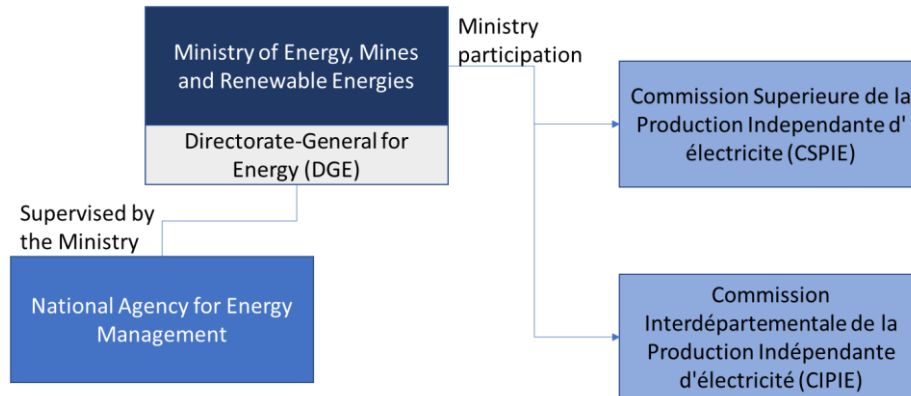 Ministry of Energy, Mines
and Renewable Energies
Directorate-General for
Energy (DGE)
Ministry
participation
Commission Superieure de la
Production Independante d'
électricite (CSPIE)
Supervised by
the Ministry
National Agency for Energy
Management
Commission
Interdépartementale de la
Production Indépendante
d'électricité (CIPIE)